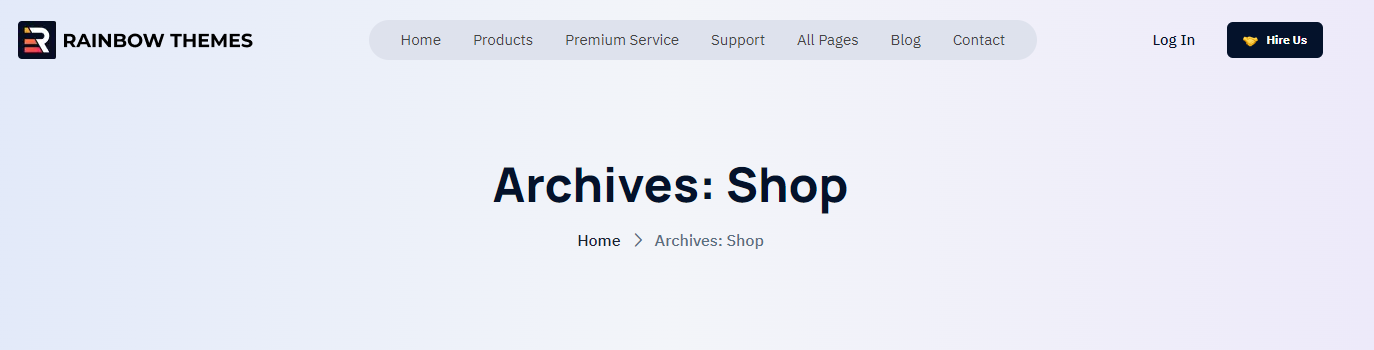 RAINBOW THEMES Home Products Premium Service Support All Pages Blog Contact Log In Hire Us
Archives: Shop
Home Archives: Shop